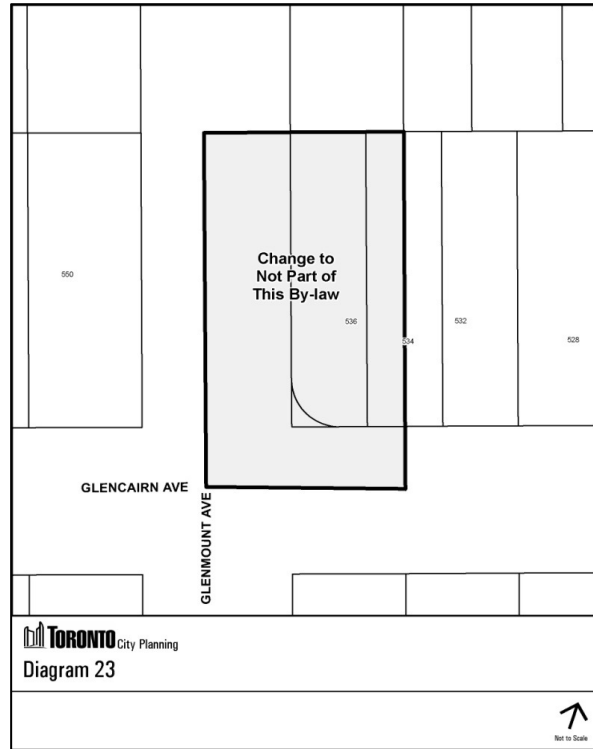 Change to
Not Part of
This By-law
550
536
534
532
528
GLENCAIRN AVE
GLENMOUNT AVE
TORONTO City Planning
Diagram 23
Not to Scale